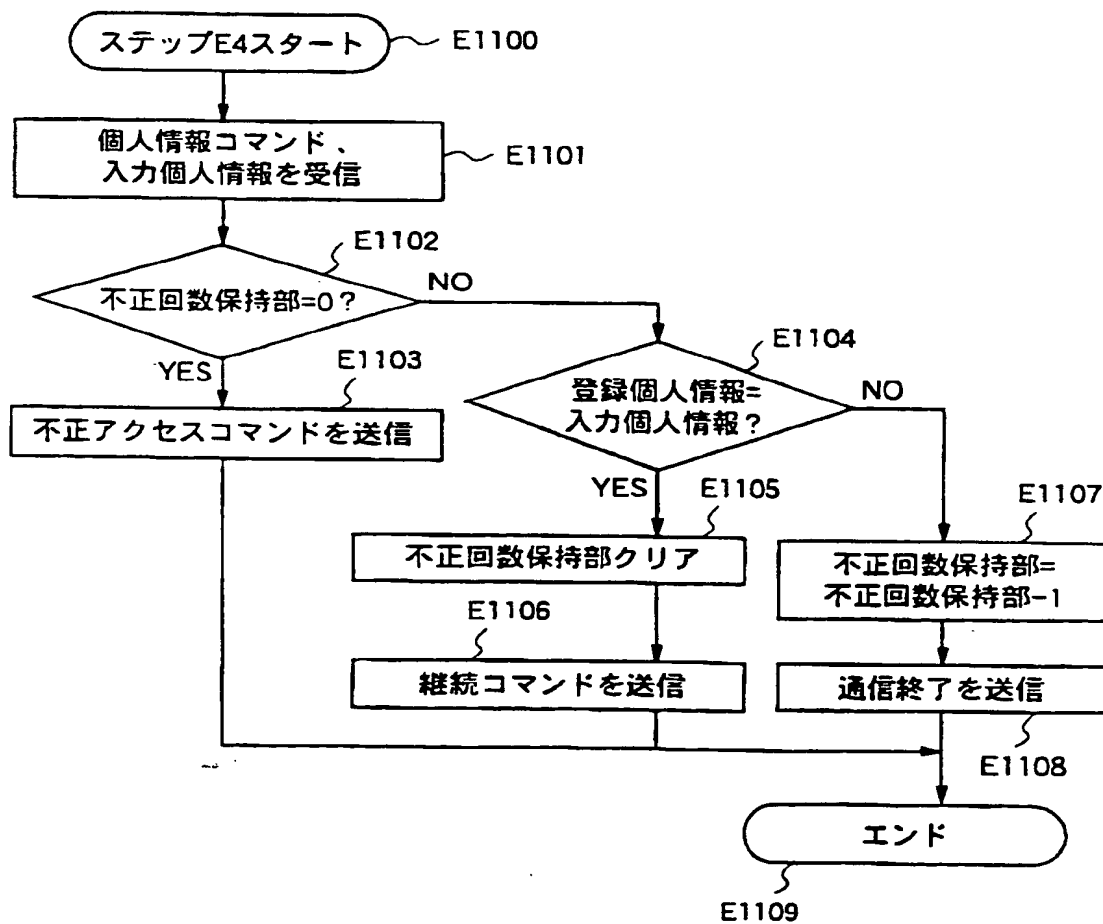 ステップE4スタート
E1100
個人情報コマンド、
入力個人情報を受信
E1101
E1102
不正回数保持部=0?
NO
YES
E1103
不正アクセスコマンドを送信
E1104
登録個人情報=
入力個人情報?
NO
YES
E1105
不正回数保持部クリア
E1106
継続コマンドを送信
E1107
不正回数保持部=
不正回数保持部-1
通信終了を送信
E1108
エンド
E1109